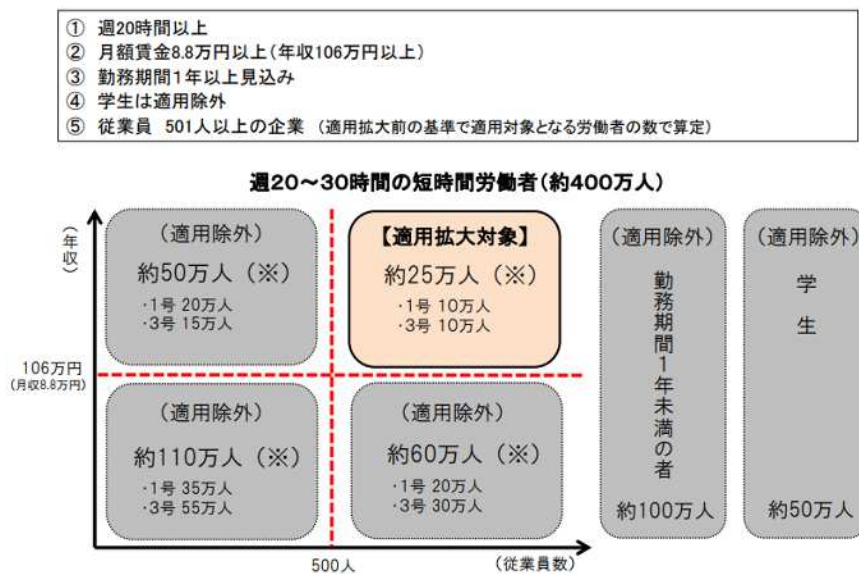 ① 週20時間以上
② 月額賃金8.8万円以上(年収106万円以上)
③ 勤務期間1年以上見込み
④ 学生は適用除外
⑤ 従業員 501人以上の企業 (適用拡大前の基準で適用対象となる労働者の数で算定)
週20～30時間の短時間労働者(約400万人)
(年収)
(適用除外)
約50万人(※)
・1号 20万人
・3号 15万人
【適用拡大対象】
約25万人(※)
・1号 10万人
・3号 10万人
(適用除外)
勤務期間1年未満の者
約100万人
(適用除外)
学生
約50万人
106万円
(月収8.8万円)
(適用除外)
約110万人(※)
・1号 35万人
・3号 55万人
(適用除外)
約60万人(※)
・1号 20万人
・3号 30万人
500人
(従業員数)